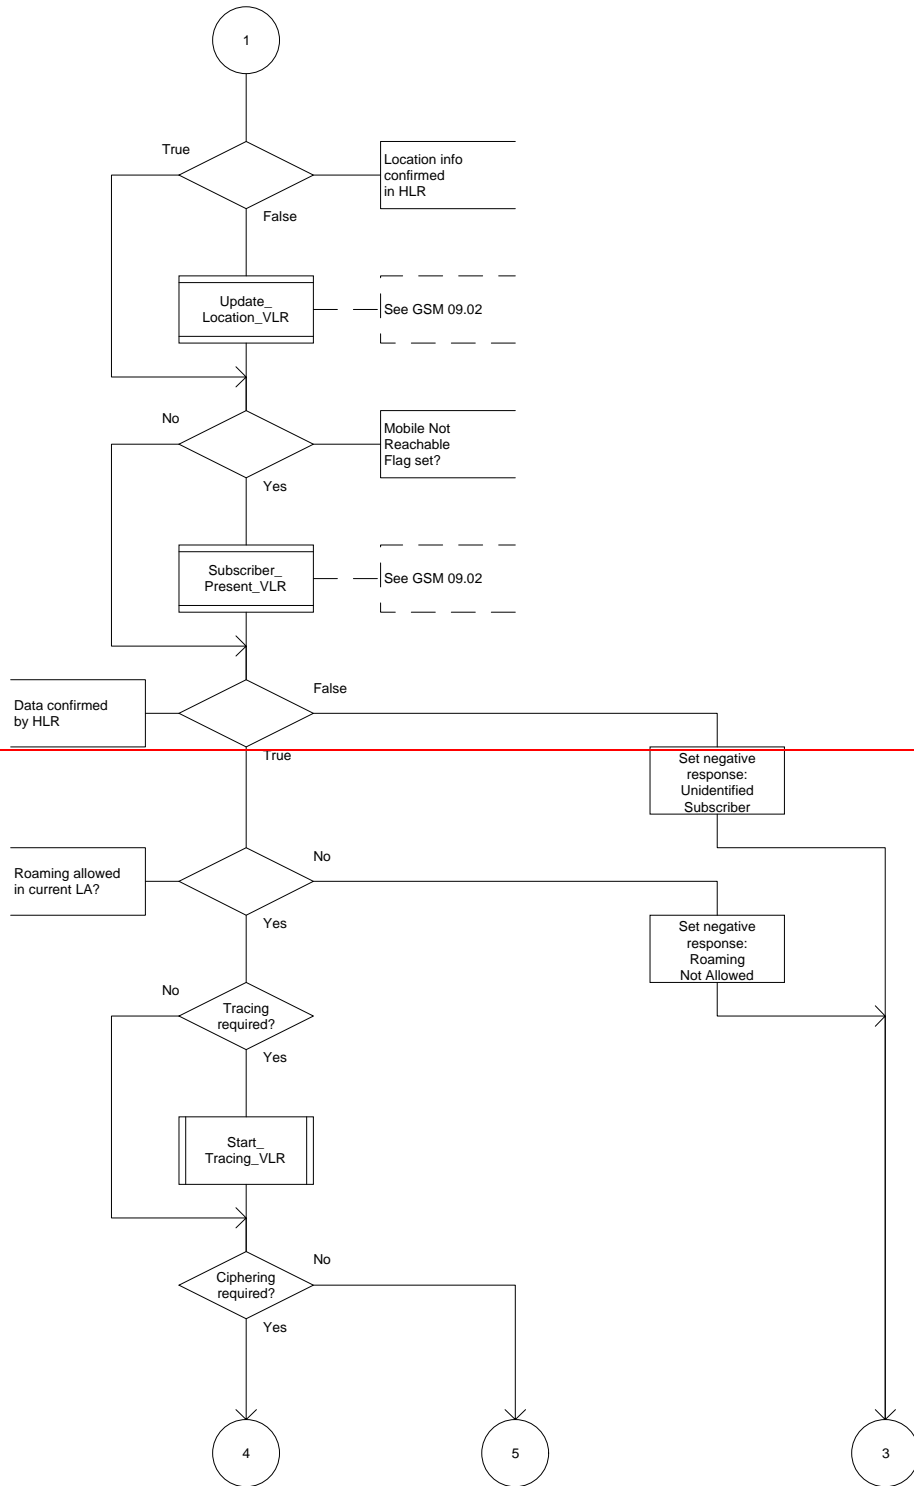 1
True
Location info
confirmed
in HLR
False
Update_
Location_VLR
See GSM 09.02
No
Mobile Not
Reachable
Flag set?
Yes
Subscriber_
Present_VLR
See GSM 09.02
Data confirmed
by HLR
False
True
Set negative
response:
Unidentified
Subscriber
Roaming allowed
in current LA?
No
Yes
Set negative
response:
Roaming
Not Allowed
No
Tracing
required?
Yes
Start_
Tracing_VLR
No
Ciphering
required?
Yes
4
5
3